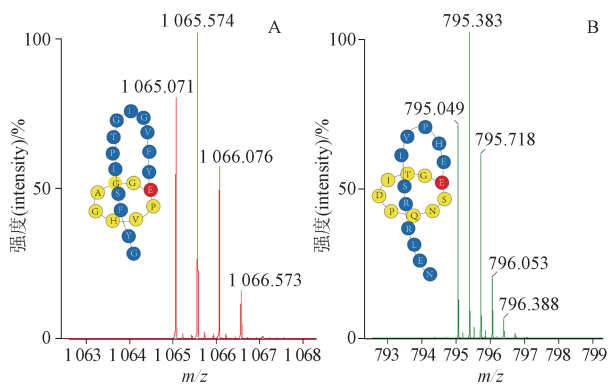 1 065.574
A
100
1 065.071
G I G
T V
P F
I Y
G G E
A S P
G H F V
Y
G
1 066.076
50
1 066.573
强度(intensity)/%
0
1 063 1 064 1 065 1 066 1 067 1 068
m/z
795.383
B
100
795.049
795.718
V P H
L E
I T G E
D S S
P R N
Q
R
L
E
N
50
796.053
796.388
强度(intensity)/%
0
793 794 795 796 797 798 799
m/z